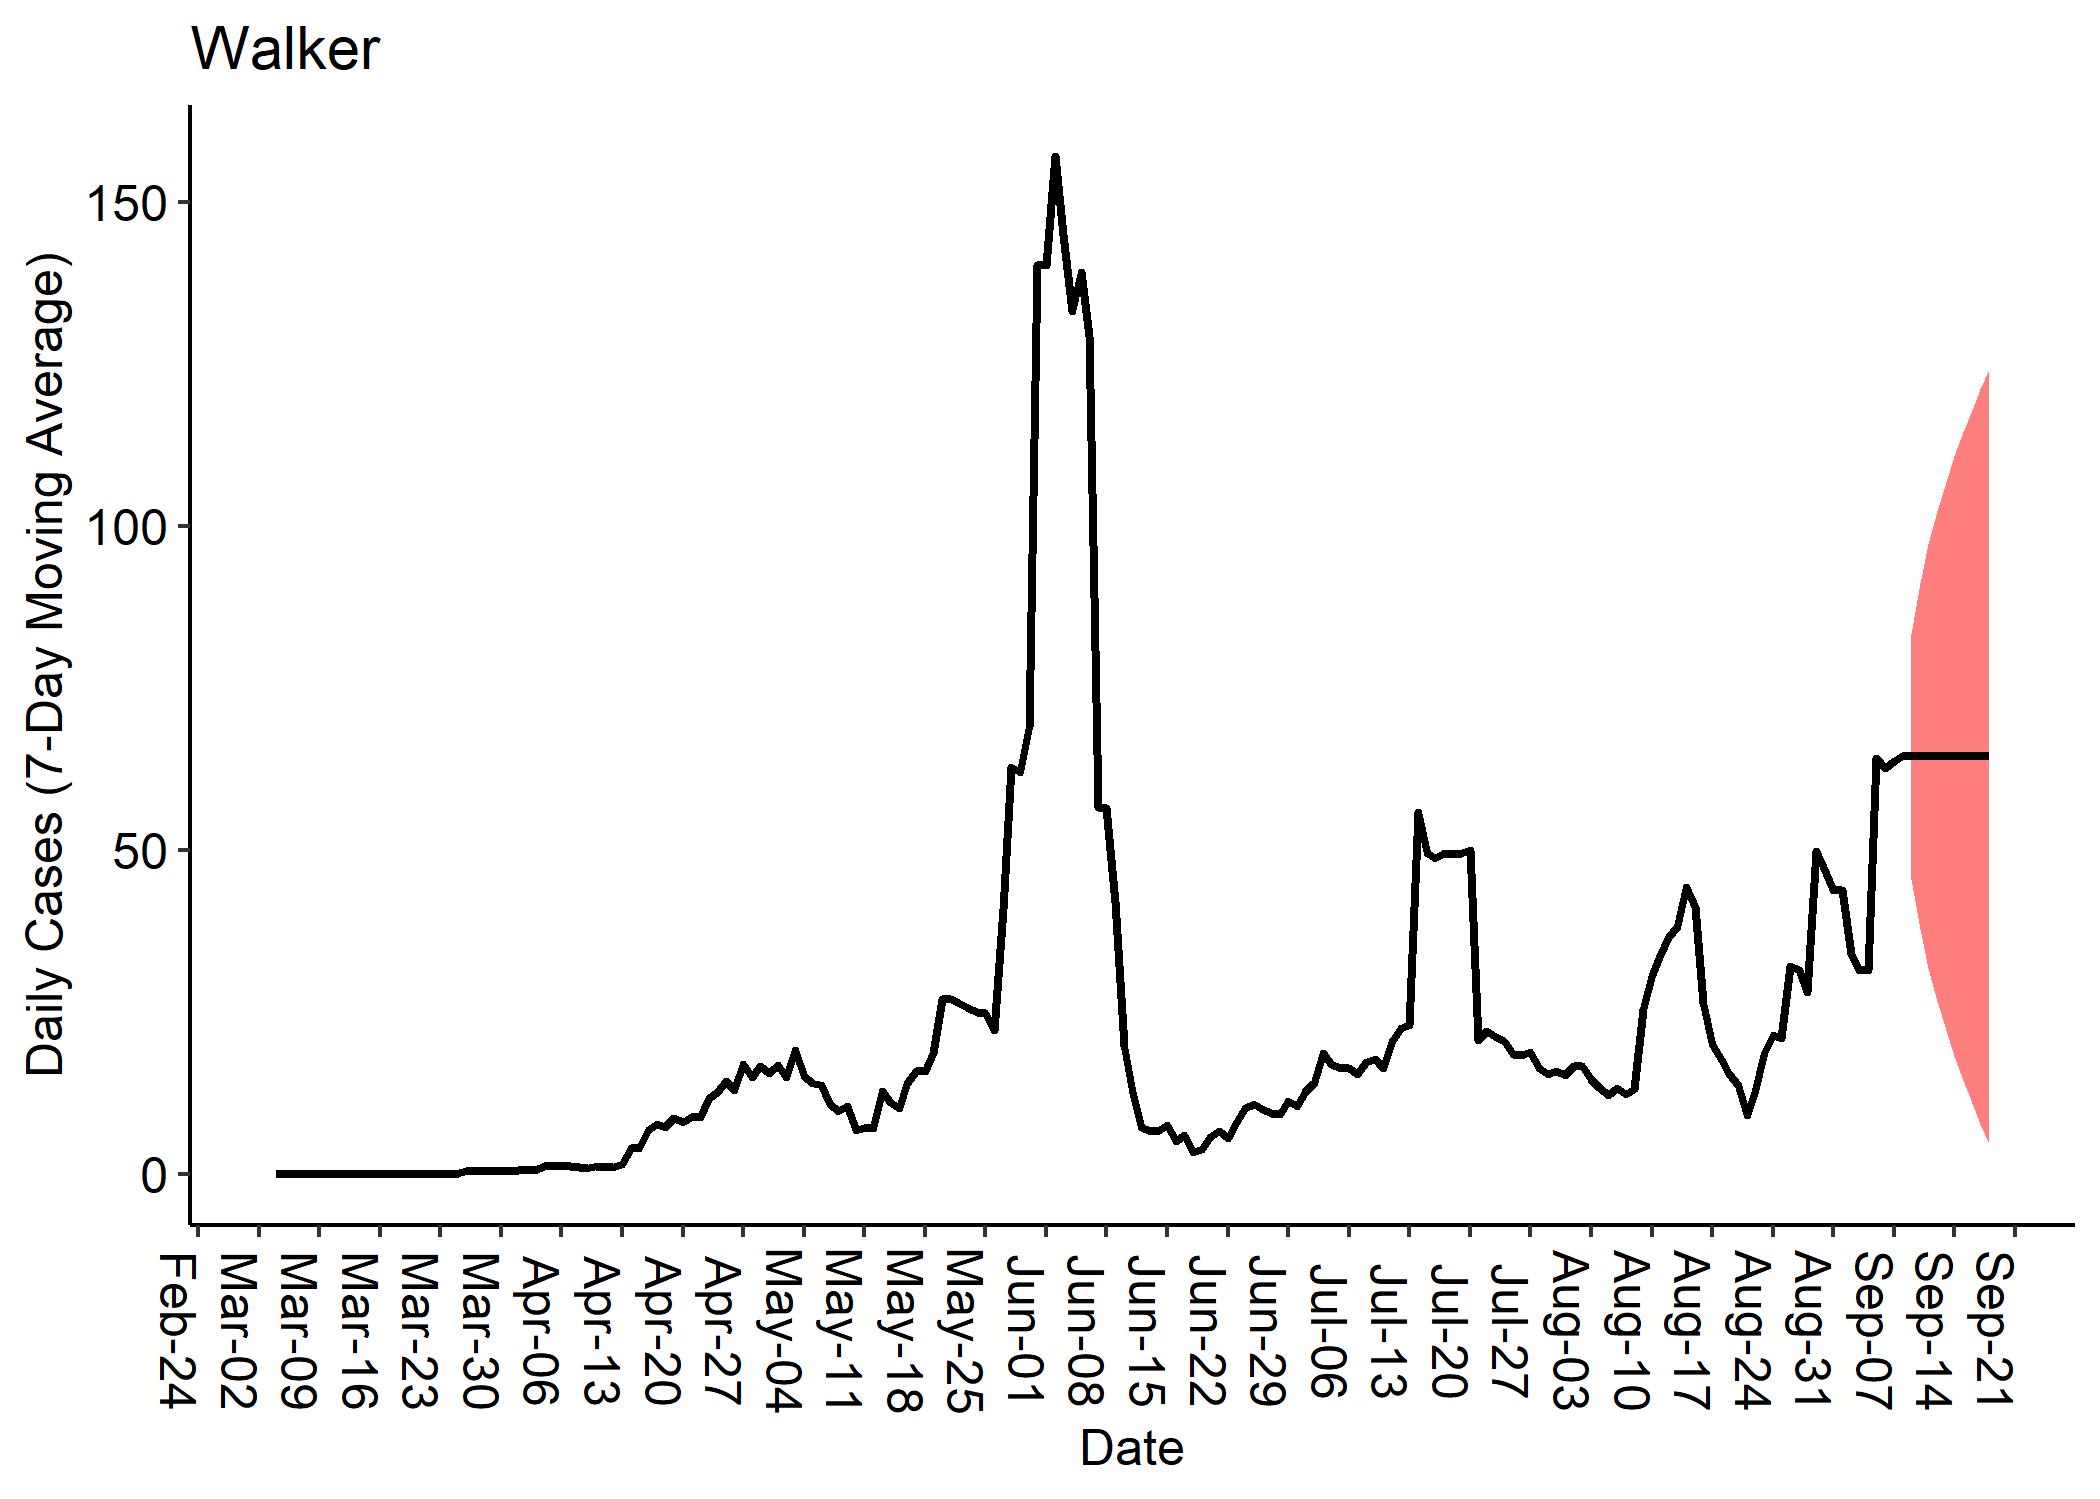 Walker
Daily Cases (7-Day Moving Average)
150
100
50
0
Feb-24
Mar-02
Mar-09
Mar-16
Mar-23
Mar-30
Apr-06
Apr-13
Apr-20
Apr-27
May-04
May-11
May-18
May-25
Jun-01
Jun-08
Jun-15
Jun-22
Jun-29
Jul-06
Jul-13
Jul-20
Jul-27
Aug-03
Aug-10
Aug-17
Aug-24
Aug-31
Sep-07
Sep-14
Sep-21
Date